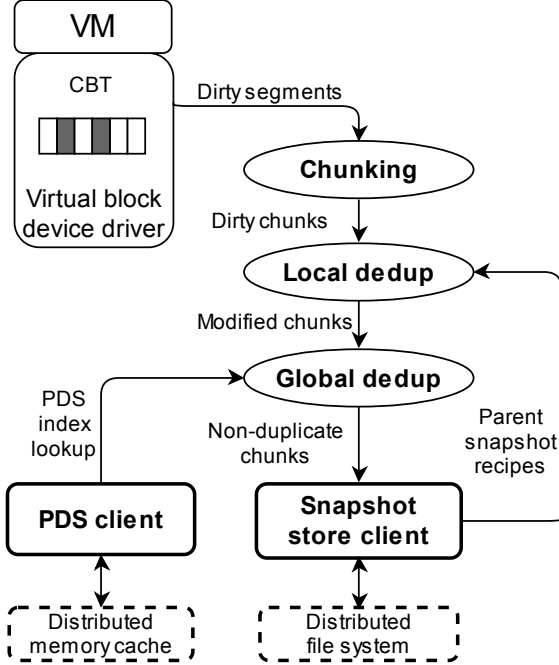 VM
CBT
Virtual block
device driver
Dirty segments
Chunking
Dirty chunks
Local dedup
Modified chunks
Global dedup
PDS
index
lookup
Non-duplicate
chunks
Parent
snapshot
recipes
PDS client
Snapshot
store client
Distributed
memory cache
Distributed
file system